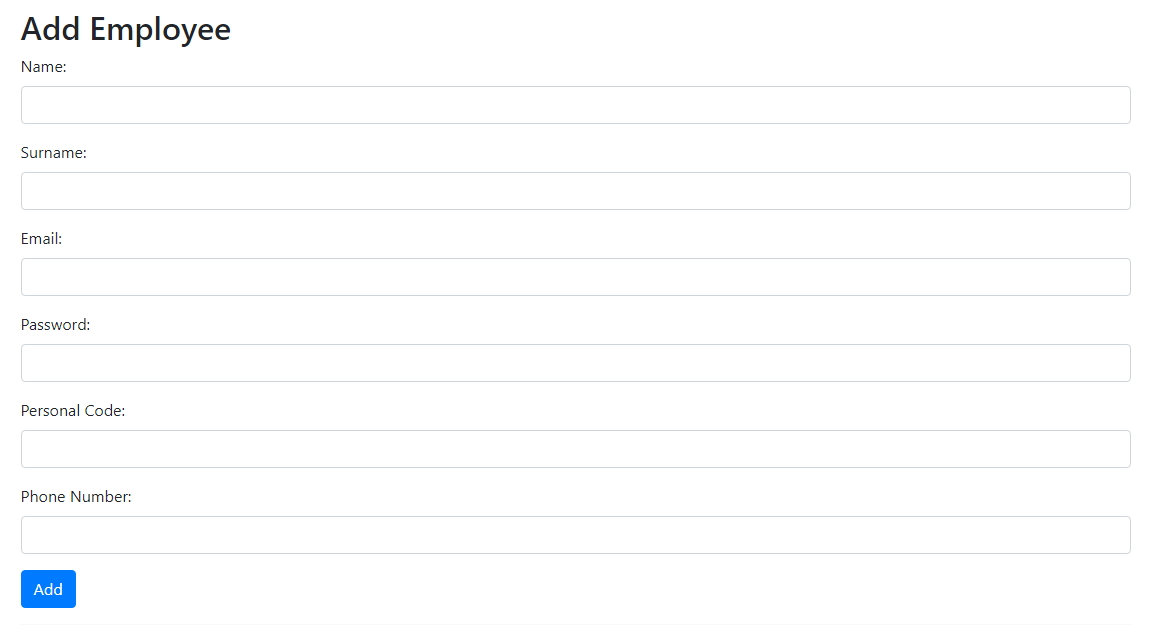 Add Employee
Name:
Surname:
Email:
Password:
Personal Code:
Phone Number:
Add